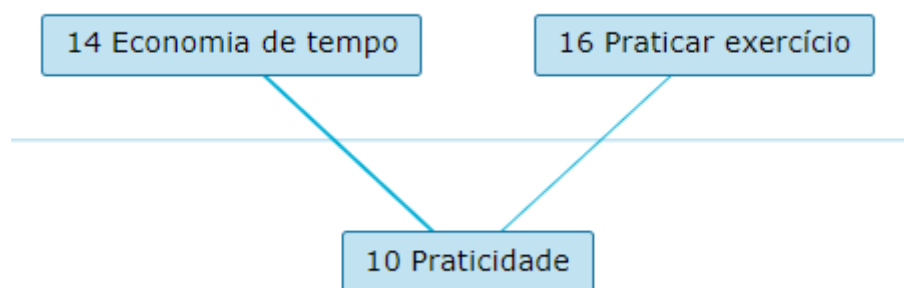 14 Economia de tempo
16 Praticar exercício
10 Praticidade